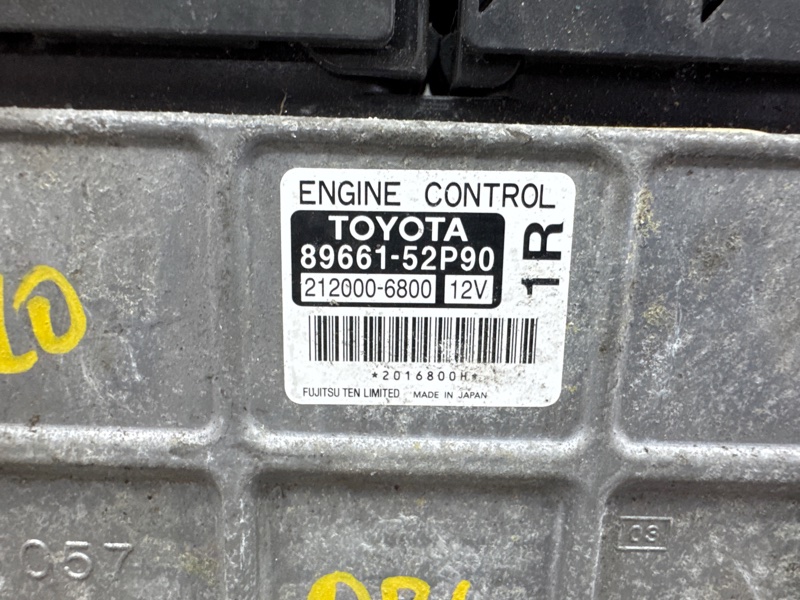 ENGINE CONTROL
TOYOTA
89661-52P90
212000-6800 12V
1R
*2016800H*
FUJITSU TEN LIMITED MADE IN JAPAN
057
03